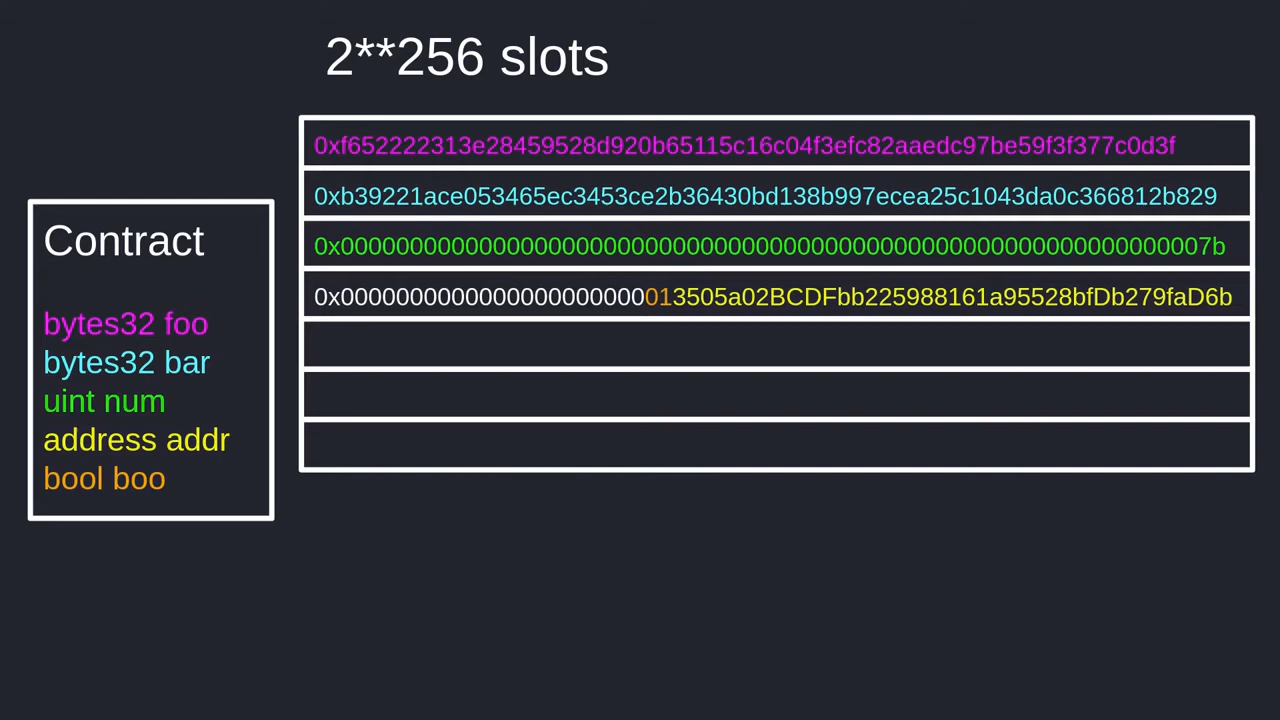 2**256 slots
0xf652222313e28459528d920b65115c16c04f3efc82aaedc97be59f3f377c0d3f
0xb39221ace053465ec3453ce2b36430bd138b997ecea25c1043da0c366812b829
0x000000000000000000000000000000000000000000000000000000000000007b
0x0000000000000000000000013505a02BCDFbb225988161a95528bfDb279faD6b
Contract
bytes32 foo
bytes32 bar
uint num
address addr
bool boo